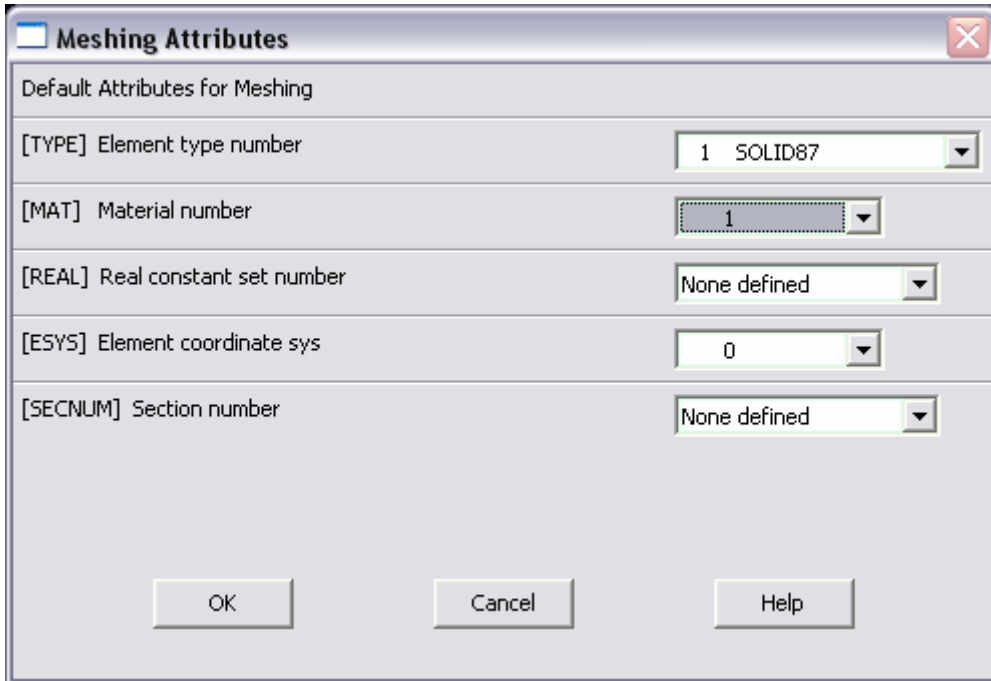 Meshing Attributes
Default Attributes for Meshing
[TYPE] Element type number 1 SOLID87
[MAT] Material number 1
[REAL] Real constant set number None defined
[ESYS] Element coordinate sys 0
[SECNUM] Section number None defined
OK Cancel Help